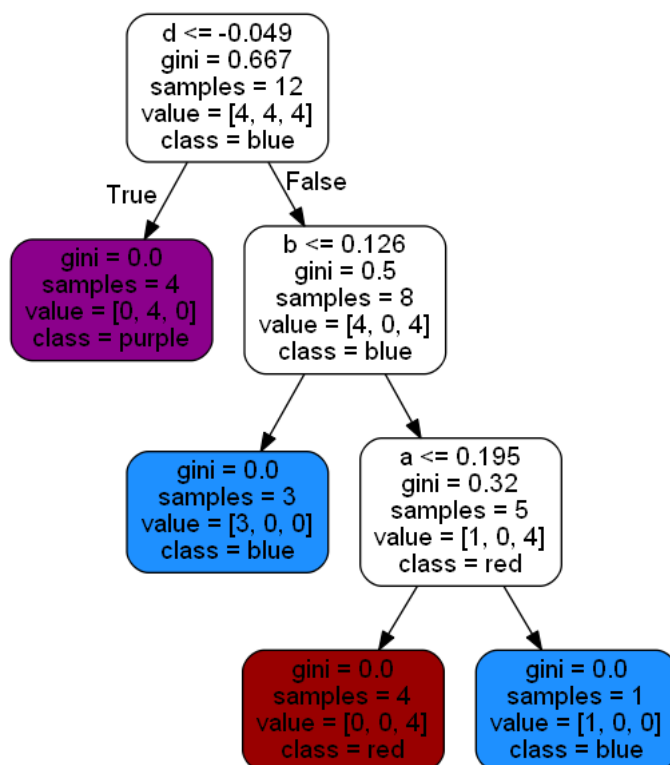 d <= -0.049
gini = 0.667
samples = 12
value = [4, 4, 4]
class = blue
True
False
gini = 0.0
samples = 4
value = [0, 4, 0]
class = purple
b <= 0.126
gini = 0.5
samples = 8
value = [4, 0, 4]
class = blue
gini = 0.0
samples = 3
value = [3, 0, 0]
class = blue
a <= 0.195
gini = 0.32
samples = 5
value = [1, 0, 4]
class = red
gini = 0.0
samples = 4
value = [0, 0, 4]
class = red
gini = 0.0
samples = 1
value = [1, 0, 0]
class = blue